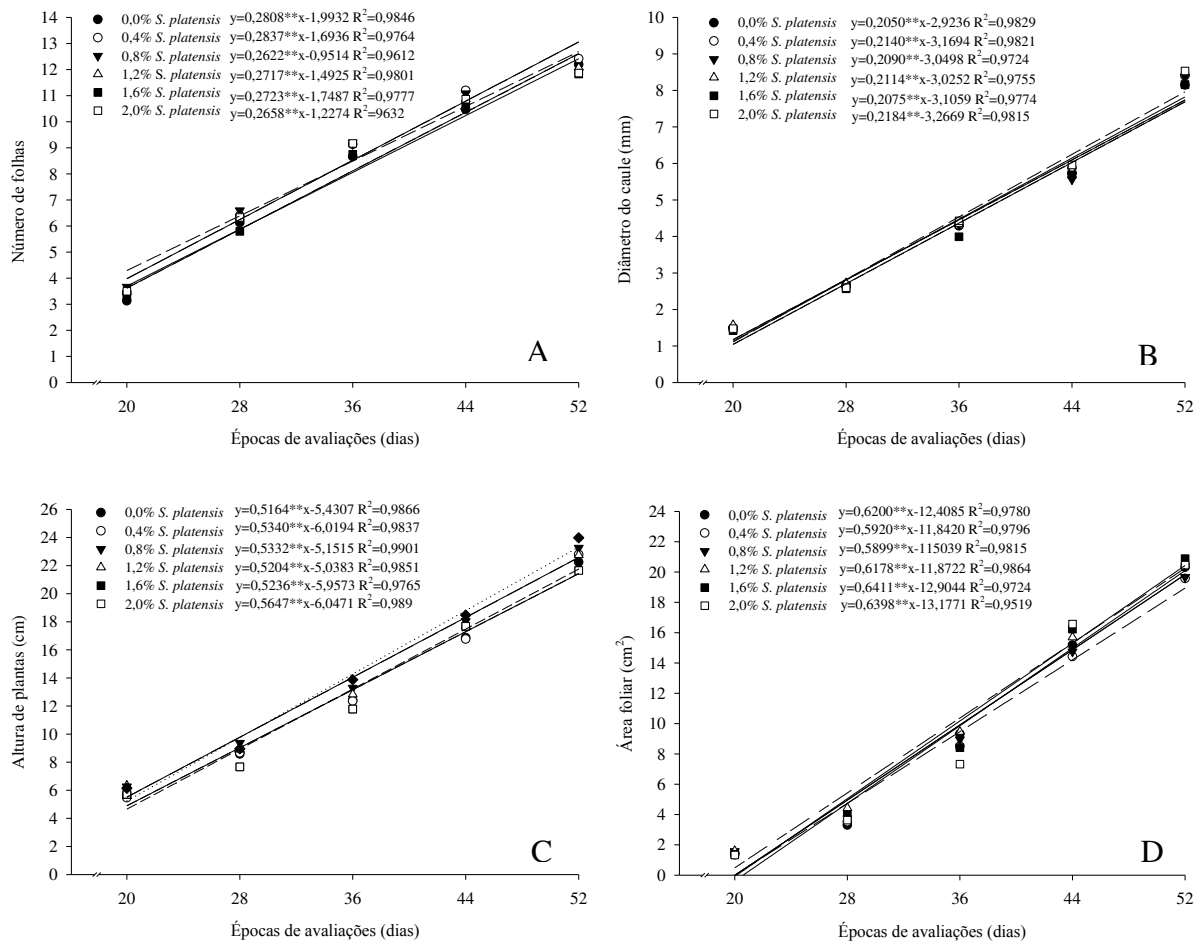 0,0% S. platensis y=0,2808**x-1,9932 R2=0,9846
0,4% S. platensis y=0,2837**x-1,6936 R2=0,9764
0,8% S. platensis y=0,2622**x-0,9514 R2=0,9612
1,2% S. platensis y=0,2717**x-1,4925 R2=0,9801
1,6% S. platensis y=0,2723**x-1,7487 R2=0,9777
2,0% S. platensis y=0,2658**x-1,2274 R2=9632
14
13
12
11
10
9
8
7
6
5
4
3
2
1
0
Número de folhas
A
20 28 36 44 52
Épocas de avaliações (dias)
0,0% S. platensis y=0,2050**x-2,9236 R2=0,9829
0,4% S. platensis y=0,2140**x-3,1694 R2=0,9821
0,8% S. platensis y=0,2090**x-3,0498 R2=0,9724
1,2% S. platensis y=0,2114**x-3,0252 R2=0,9755
1,6% S. platensis y=0,2075**x-3,1059 R2=0,9774
2,0% S. platensis y=0,2184**x-3,2669 R2=0,9815
10
9
8
7
6
5
4
3
2
1
0
Diâmetro do caule (mm)
B
20 28 36 44 52
Épocas de avaliações (dias)
0,0% S. platensis y=0,5164**x-5,4307 R2=0,9866
0,4% S. platensis y=0,5340**x-6,0194 R2=0,9837
0,8% S. platensis y=0,5332**x-5,1515 R2=0,9901
1,2% S. platensis y=0,5204**x-5,0383 R2=0,9851
1,6% S. platensis y=0,5236**x-5,9573 R2=0,9765
2,0% S. platensis y=0,5647**x-6,0471 R2=0,989
26
24
22
20
18
16
14
12
10
8
6
4
2
0
Altura de plantas (cm)
C
20 28 36 44 52
Épocas de avaliações (dias)
0,0% S. platensis y=0,6200**x-12,4085 R2=0,9780
0,4% S. platensis y=0,5920**x-11,8420 R2=0,9796
0,8% S. platensis y=0,5899**x-115039 R2=0,9815
1,2% S. platensis y=0,6178**x-11,8722 R2=0,9864
1,6% S. platensis y=0,6411**x-12,9044 R2=0,9724
2,0% S. platensis y=0,6398**x-13,1771 R2=0,9519
24
22
20
18
16
14
12
10
8
6
4
2
0
Área foliar (cm2)
D
20 28 36 44 52
Épocas de avaliações (dias)